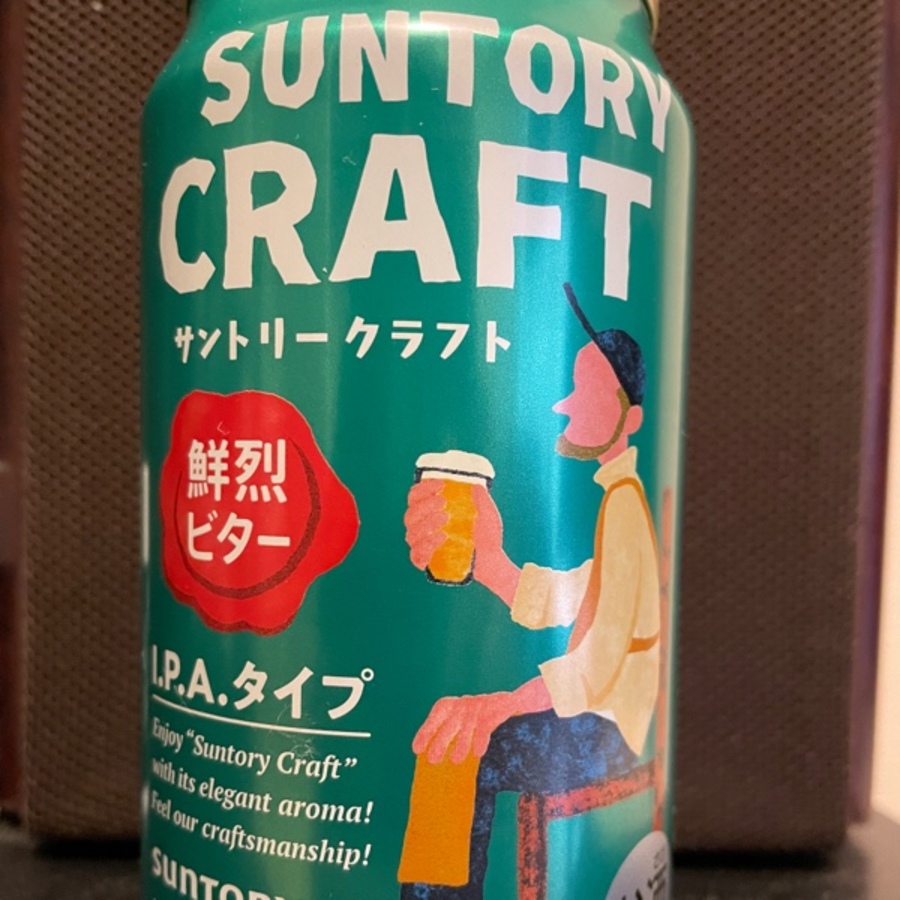 SUNTORY
CRAFT
サントリー クラフト
鮮烈
ビター
I.P.A.タイプ
Enjoy "Suntory Craft"
with its elegant aroma!
Feel our craftsmanship!
SUNTORY